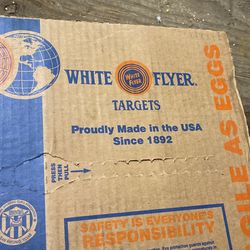 WHITE FLYER
WHITE
FLYER
TARGETS
Proudly Made in the USA
Since 1892
PRESS
THEN
PULL
ILE AS EGGS
SAFETY IS EVERYONE'S
RESPONSIBILITY